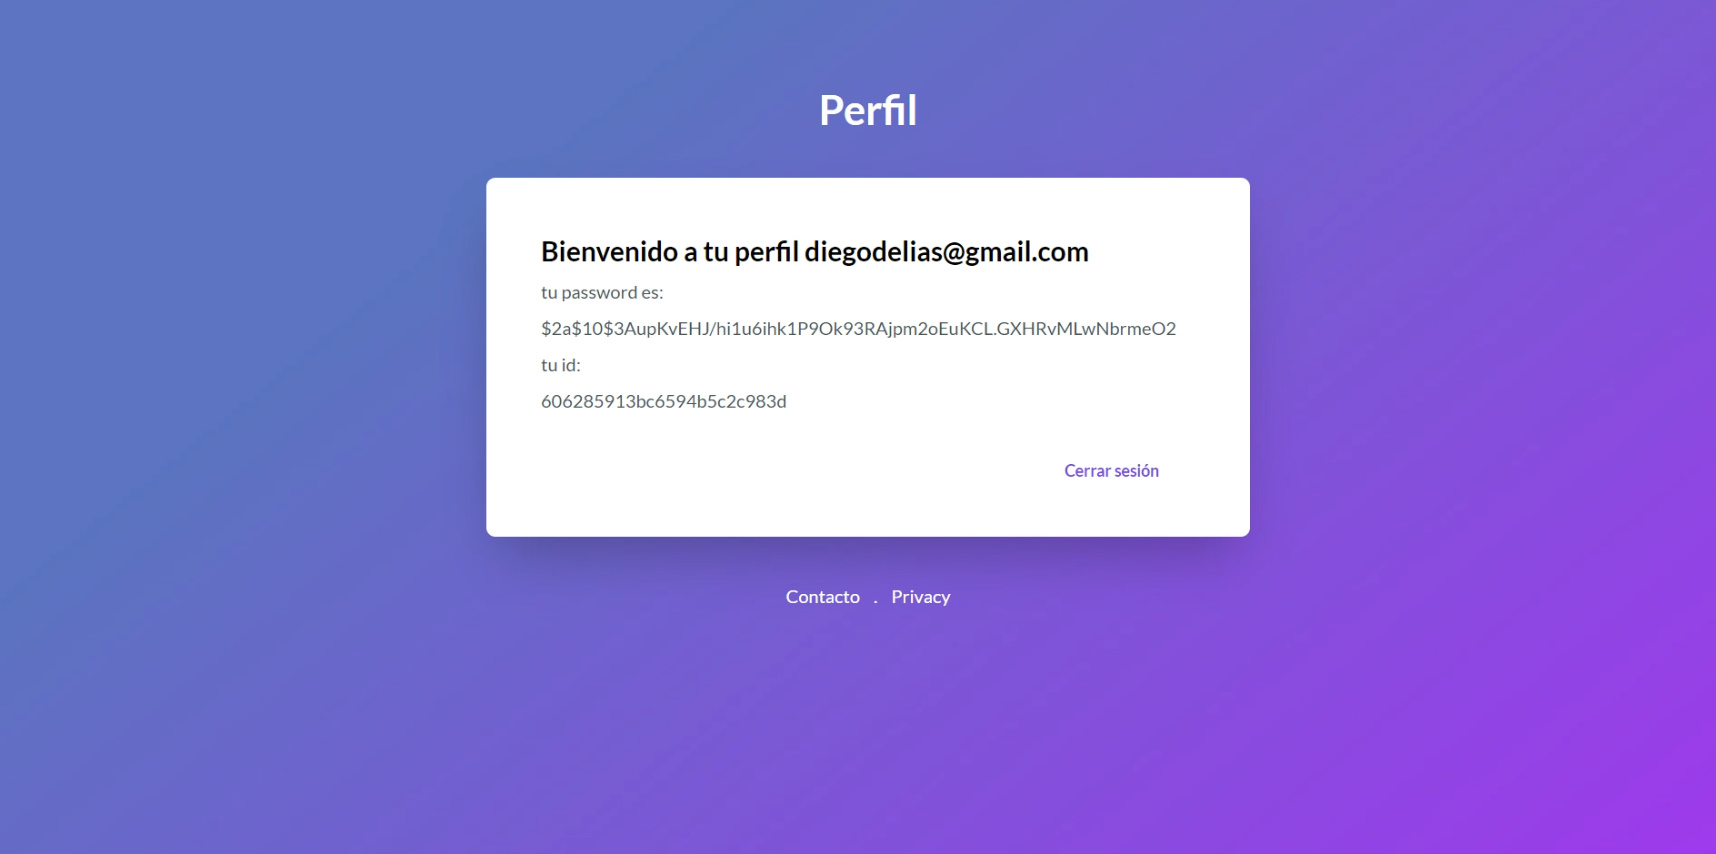 Perfil
Bienvenido a tu perfil diegodelias@gmail.com
tu password es:
$2a$10$3AupKvEHJ/hi1u6ihk1P9Ok93RAjpm2oEuKCL.GXHRvMLwNbrmeO2
tu id:
606285913bc6594b5c2c983d
Cerrar sesión
Contacto . Privacy